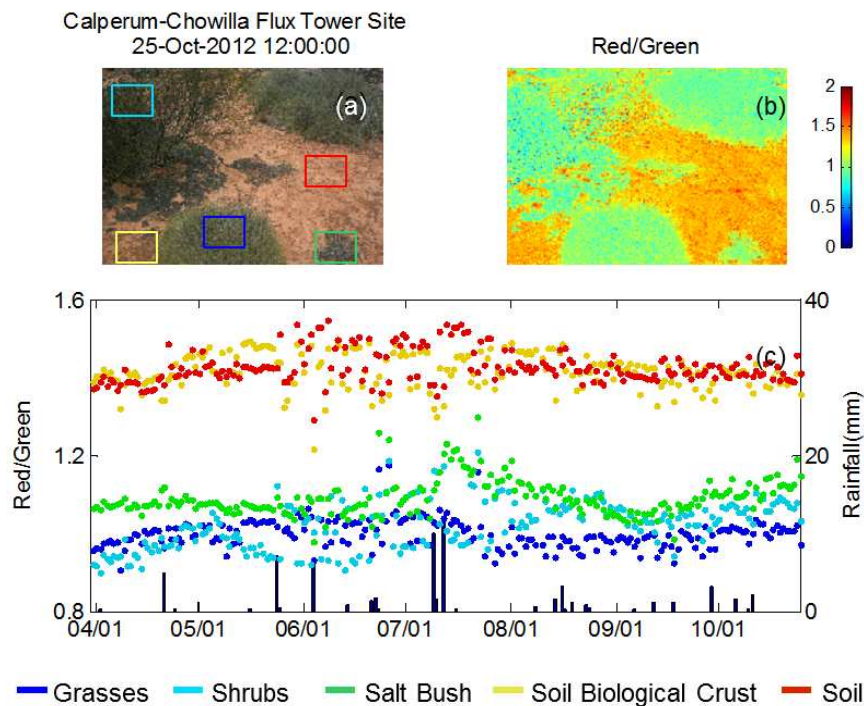 Calperum-Chowilla Flux Tower Site
25-Oct-2012 12:00:00
Red/Green
(a)
(b)
2
1.5
1
0.5
0
1.6
1.2
0.8
Red/Green
(c)
40
20
0
Rainfall(mm)
04/01 05/01 06/01 07/01 08/01 09/01 10/01
Grasses Shrubs Salt Bush Soil Biological Crust Soil